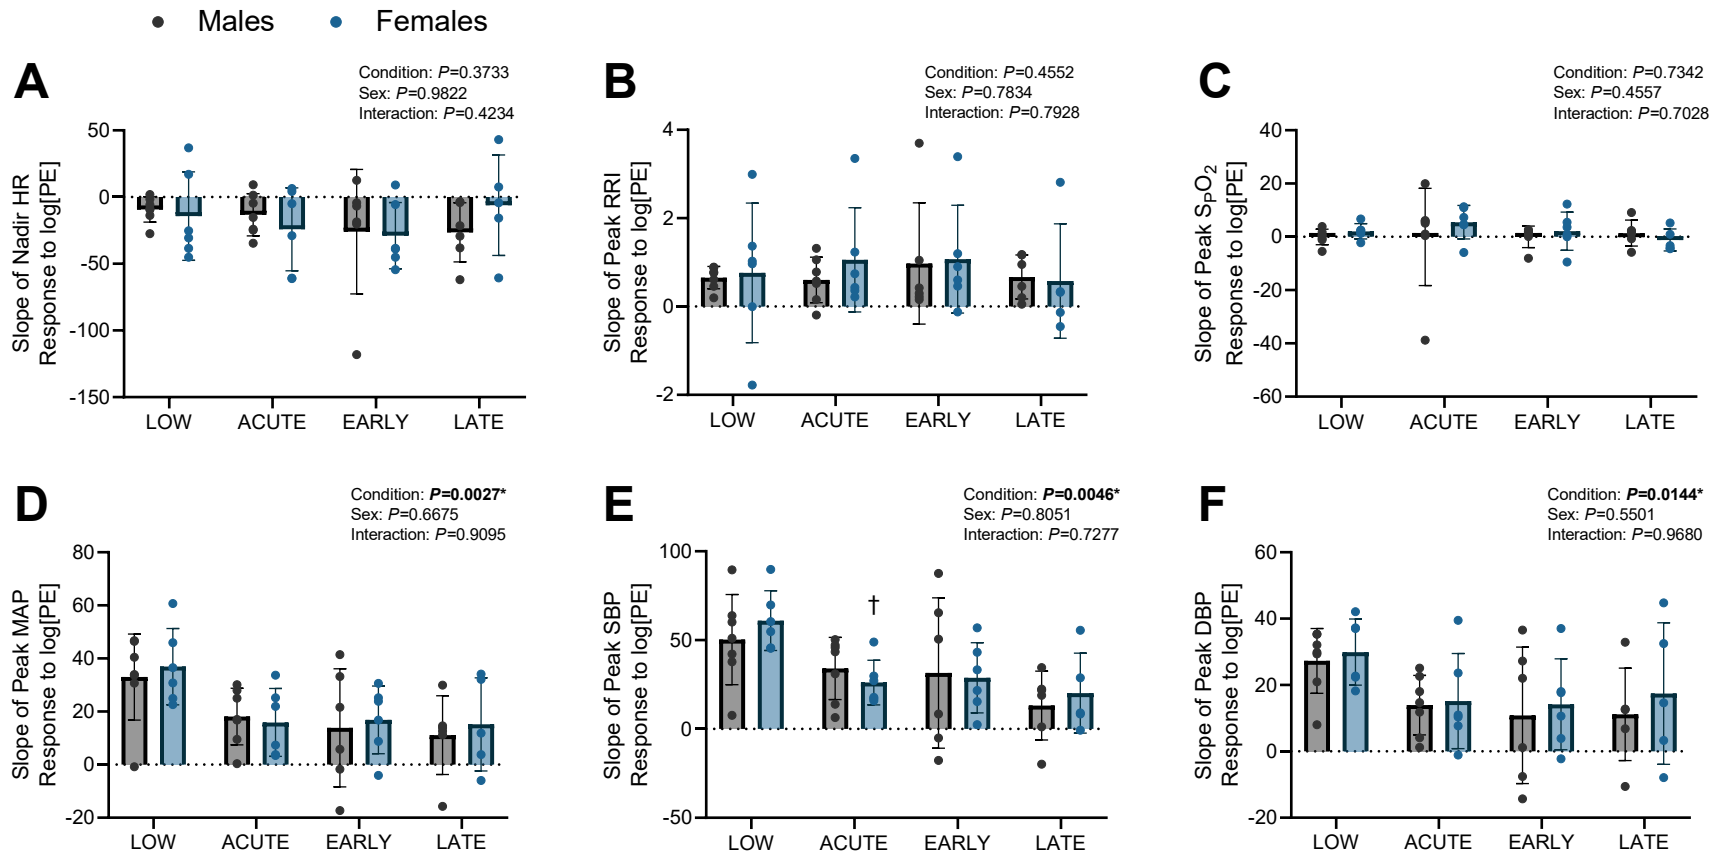 Males Females
A
Condition: P=0.3733
Sex: P=0.9822
Interaction: P=0.4234
Slope of Nadir HR
Response to log[PE]
50
0
-50
-100
-150
LOW ACUTE EARLY LATE
B
Condition: P=0.4552
Sex: P=0.7834
Interaction: P=0.7928
Slope of Peak RRI
Response to log[PE]
4
2
0
-2
LOW ACUTE EARLY LATE
C
Condition: P=0.7342
Sex: P=0.4557
Interaction: P=0.7028
Slope of Peak SpO2
Response to log[PE]
40
20
0
-20
-40
-60
LOW ACUTE EARLY LATE
D
Condition: P=0.0027*
Sex: P=0.6675
Interaction: P=0.9095
Slope of Peak MAP
Response to log[PE]
80
60
40
20
0
-20
LOW ACUTE EARLY LATE
E
Condition: P=0.0046*
Sex: P=0.8051
Interaction: P=0.7277
Slope of Peak SBP
Response to log[PE]
100
50
0
-50
†
LOW ACUTE EARLY LATE
F
Condition: P=0.0144*
Sex: P=0.5501
Interaction: P=0.9680
Slope of Peak DBP
Response to log[PE]
60
40
20
0
-20
LOW ACUTE EARLY LATE